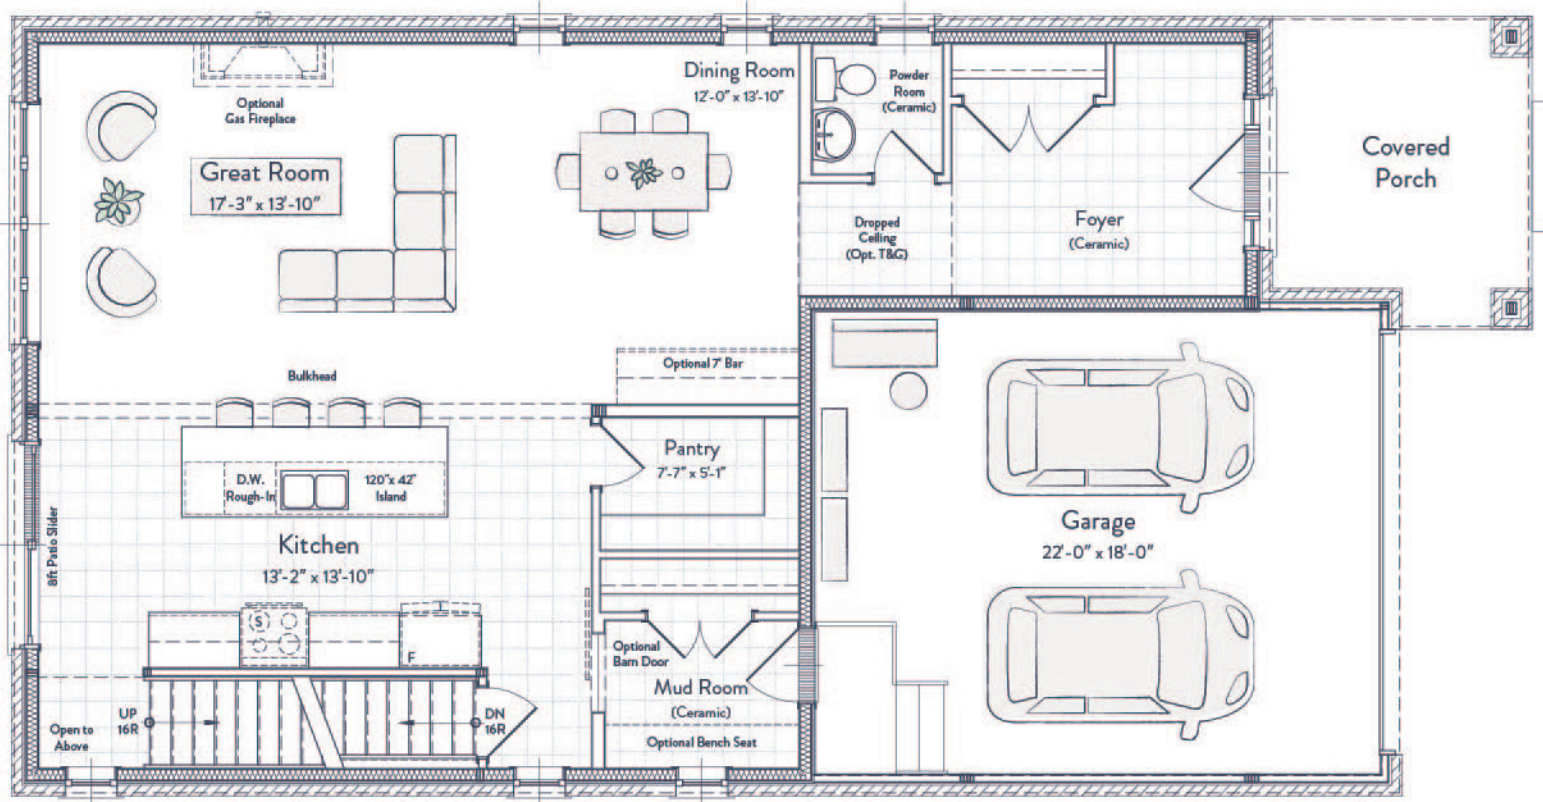 Optional
Gas Fireplace
Great Room
17'-3" x 13'-10"
Dining Room
12'-0" x 13'-10"
Powder
Room
(Ceramic)
Dropped
Ceiling
(Opt. T&G)
Foyer
(Ceramic)
Covered
Porch
Bulkhead
Optional 7' Bar
D.W.
Rough-In
120"x 42"
Island
Pantry
7'-7" x 5'-1"
Garage
22'-0" x 18'-0"
8ft Patio Slider
Kitchen
13'-2" x 13'-10"
S
F
Optional
Barn Door
Mud Room
(Ceramic)
Optional Bench Seat
UP
16R
DN
16R
Open to
Above